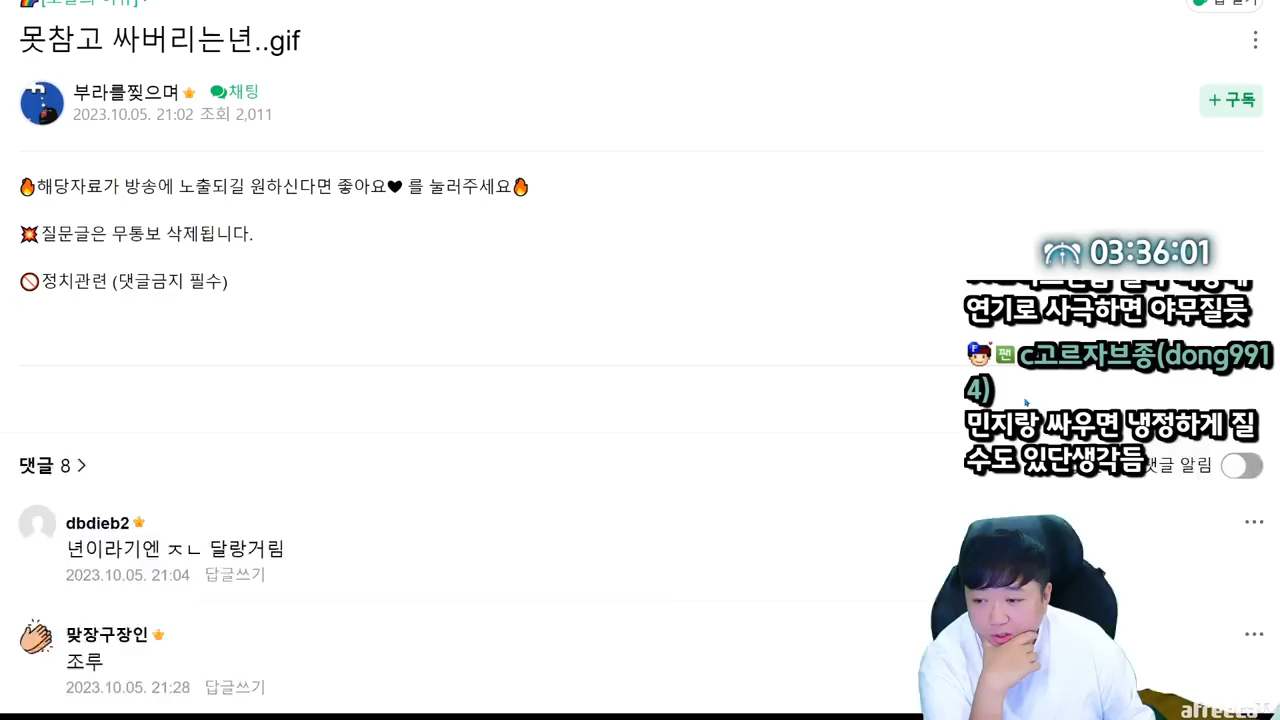 [오늘의 이슈]
못참고 싸버리는년..gif
부라를찢으며 채팅
2023.10.05. 21:02 조회 2,011
+ 구독
🔥해당자료가 방송에 노출되길 원하신다면 좋아요🖤 를 눌러주세요🔥
💥질문글은 무통보 삭제됩니다.
🚫정치관련 (댓글금지 필수)
03:36:01
연기로 사극하면 야무질듯
팬 c고르자브종(dong991
4)
민지랑 싸우면 냉정하게 질
수도 있단생각듬
댓글 8 >
댓글 알림
dbdieb2
년이라기엔 ㅈㄴ 달랑거림
2023.10.05. 21:04 답글쓰기
맞장구장인
조루
2023.10.05. 21:28 답글쓰기
afreecaTV